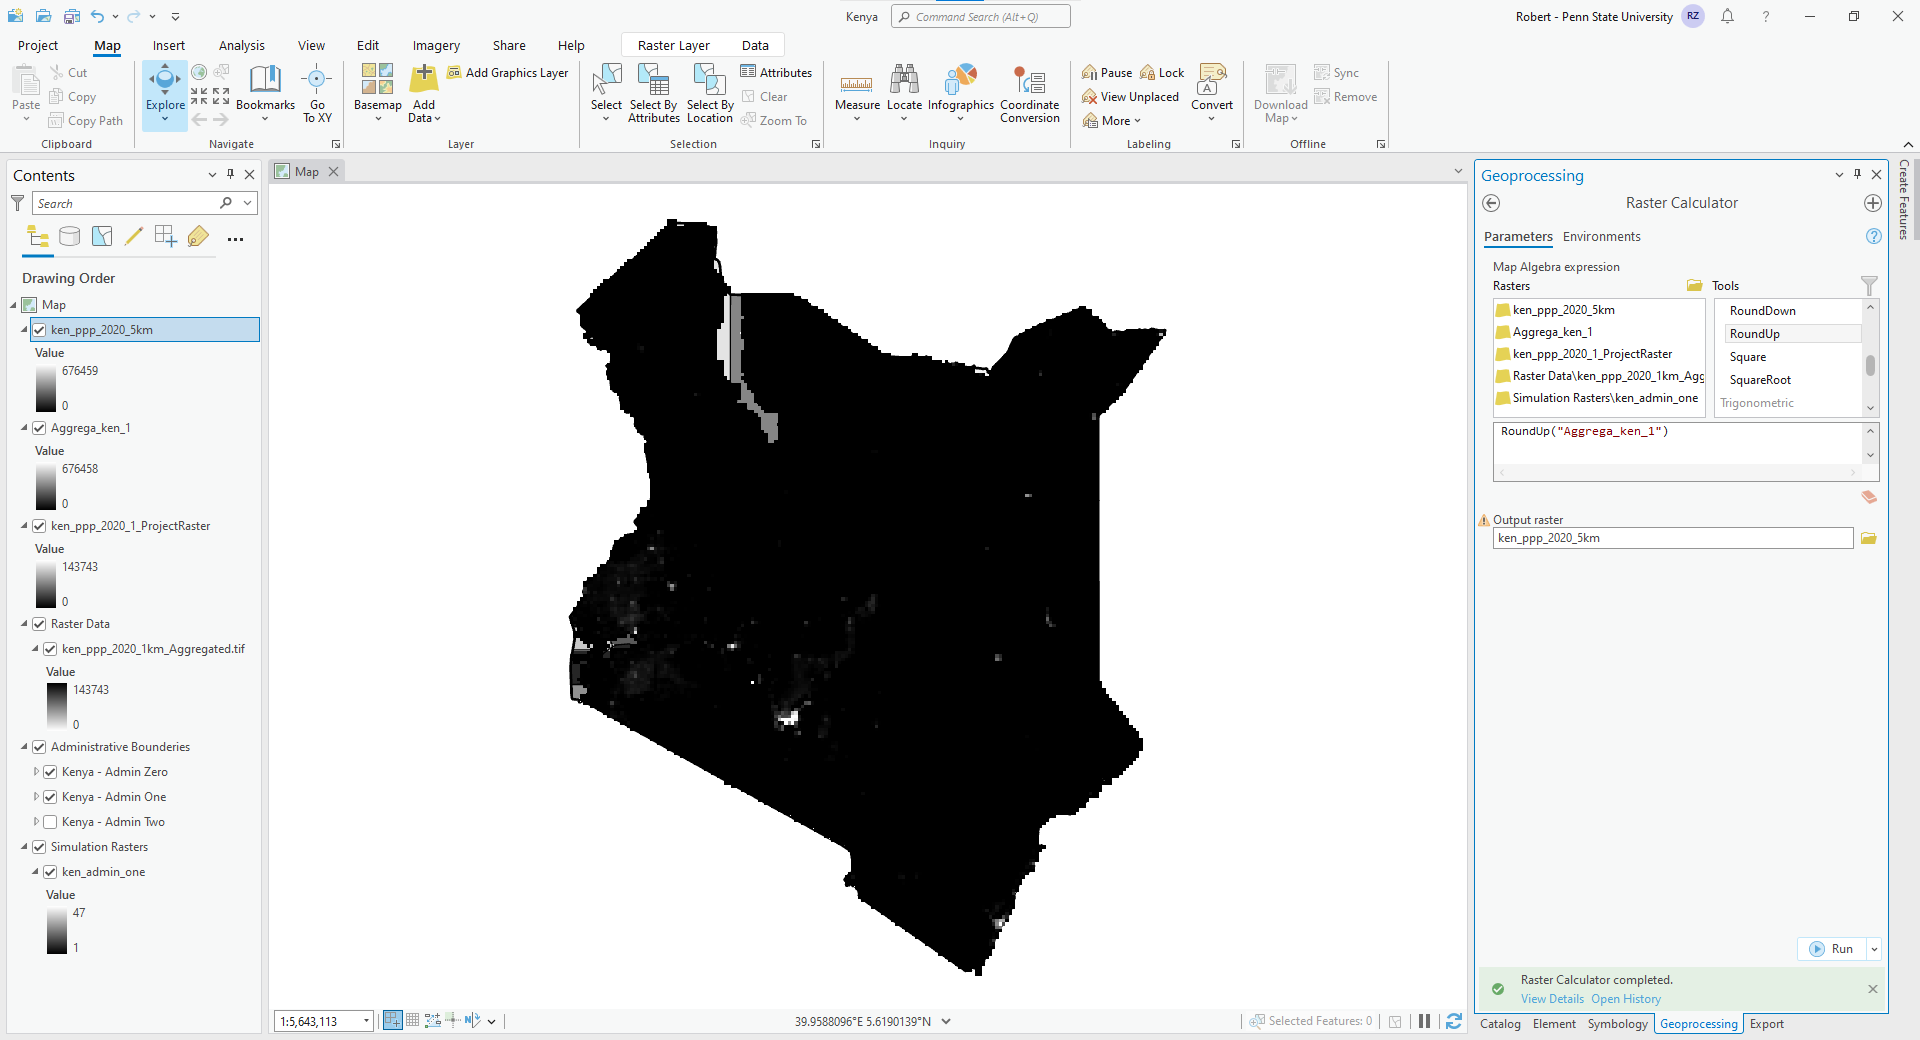 Kenya
Command Search (Alt+Q)
Robert - Penn State University
RZ
?
Project
Map
Insert
Analysis
View
Edit
Imagery
Share
Help
Raster Layer
Data
Paste
Cut
Copy
Copy Path
Clipboard
Explore
Bookmarks
Go
To XY
Navigate
Basemap
Add
Data
Add Graphics Layer
Layer
Select
Select By
Attributes
Select By
Location
Attributes
Clear
Zoom To
Selection
Measure
Locate
Infographics
Coordinate
Conversion
Inquiry
Pause
Lock
View Unplaced
More
Convert
Labeling
Download
Map
Sync
Remove
Offline
Contents
Search
Drawing Order
Map
ken_ppp_2020_5km
Value
676459
0
Aggrega_ken_1
Value
676458
0
ken_ppp_2020_1_ProjectRaster
Value
143743
0
Raster Data
ken_ppp_2020_1km_Aggregated.tif
Value
143743
0
Administrative Bounderies
Kenya - Admin Zero
Kenya - Admin One
Kenya - Admin Two
Simulation Rasters
ken_admin_one
Value
47
1
Map
1:5,643,113
39.9588096°E 5.6190139°N
Selected Features: 0
Geoprocessing
Raster Calculator
Parameters
Environments
?
Map Algebra expression
Rasters
Tools
ken_ppp_2020_5km
Aggrega_ken_1
ken_ppp_2020_1_ProjectRaster
Raster Data\ken_ppp_2020_1km_Agg
Simulation Rasters\ken_admin_one
RoundDown
RoundUp
Square
SquareRoot
Trigonometric
RoundUp("Aggrega_ken_1")
Output raster
ken_ppp_2020_5km
Run
Raster Calculator completed.
View Details Open History
Catalog
Element
Symbology
Geoprocessing
Export
Create Features